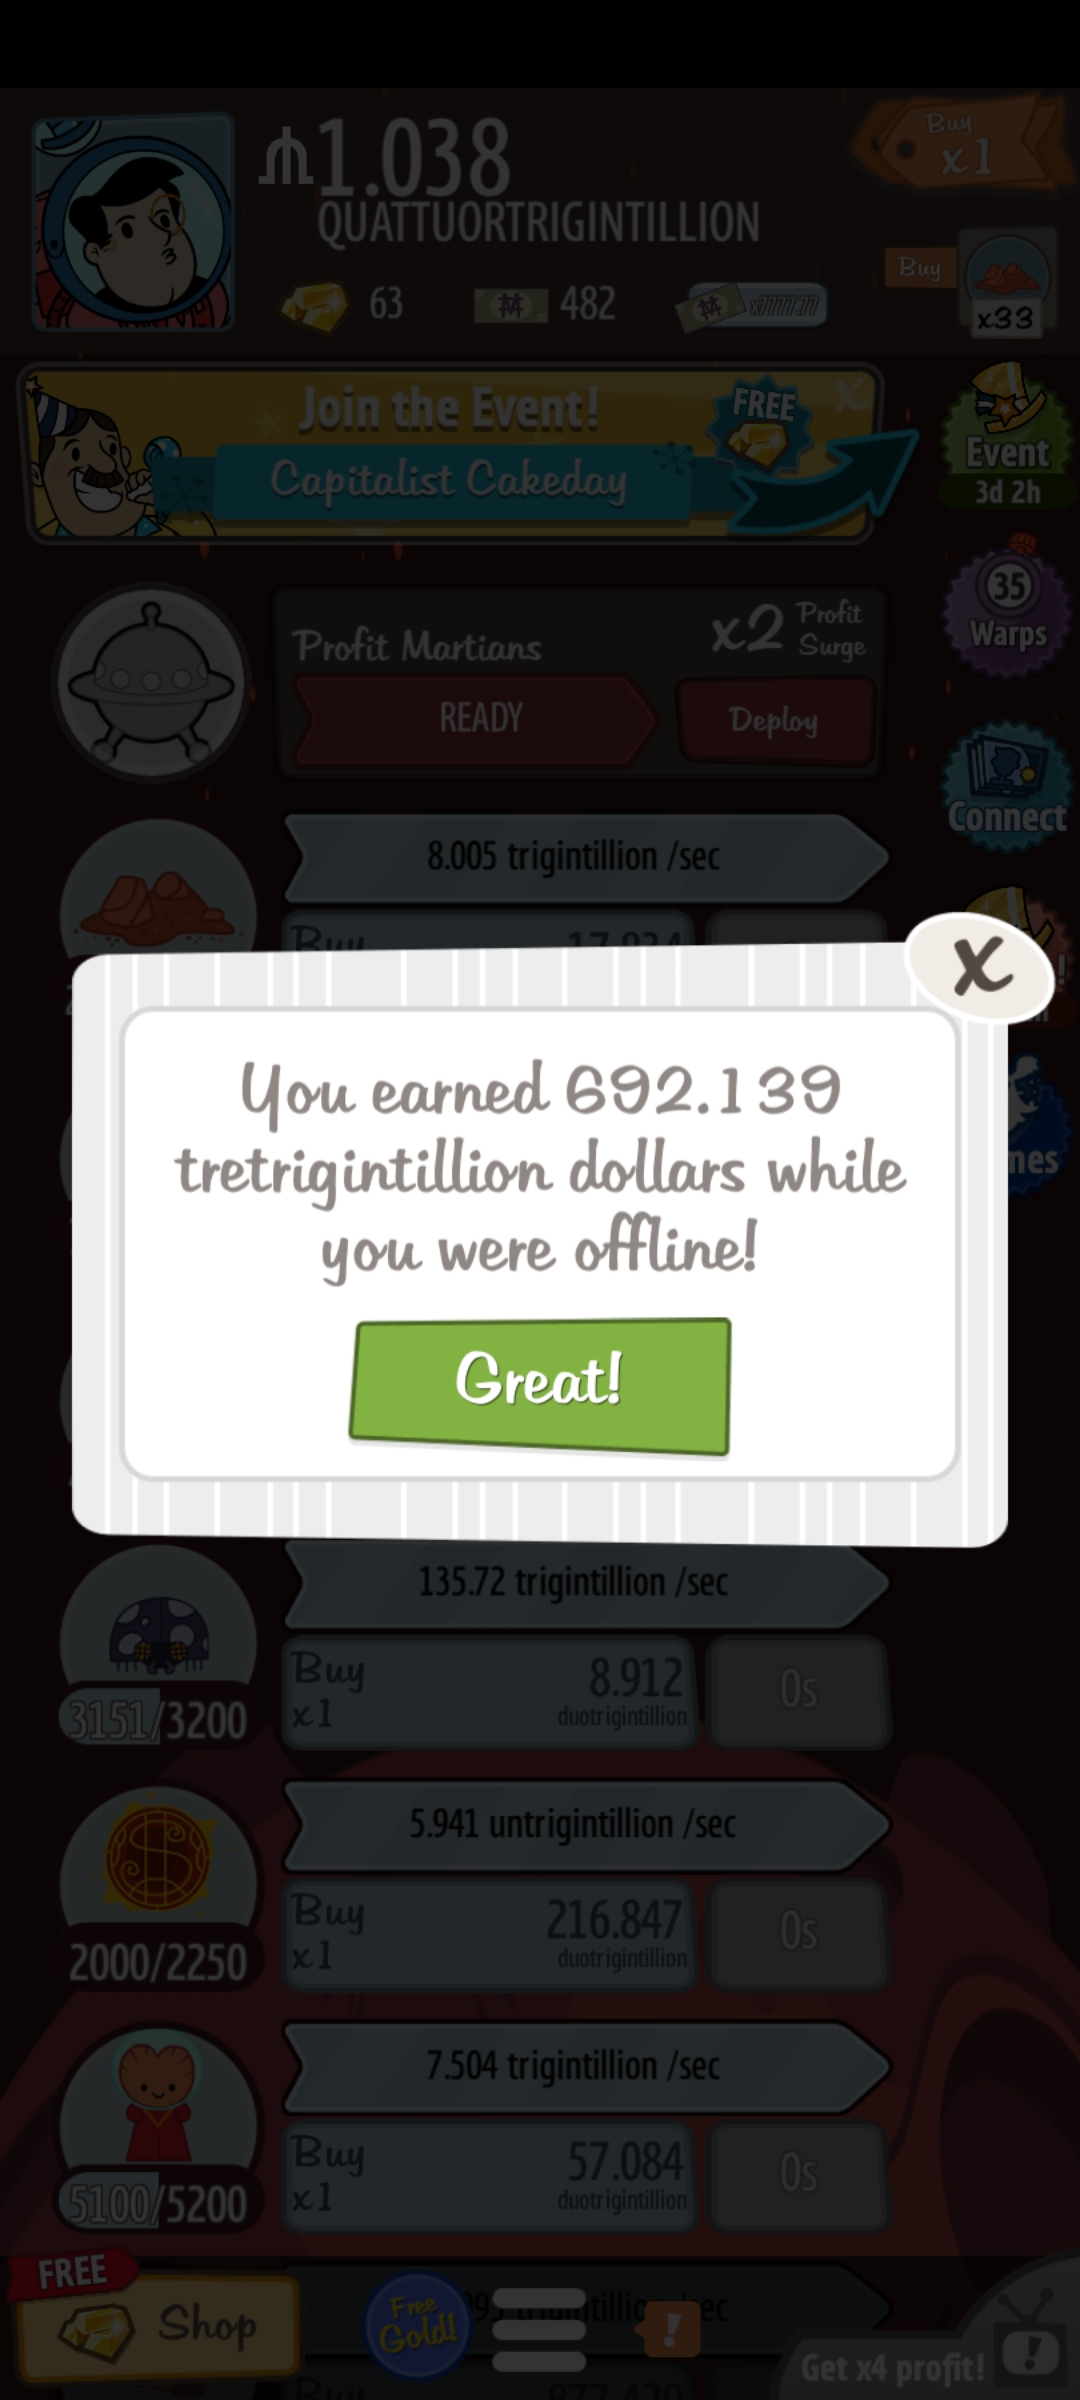 1.038
QUATTUORTRIGINTILLION
Buy
x1
63
482
x7777.77
Buy
x33
Join the Event!
FREE
Capitalist Cakeday
Event
3d 2h
35
Warps
Profit Martians
x2 Profit
Surge
READY
Deploy
Connect
8.005 trigintillion /sec
Buy
17.934
X
You earned 692.139
tretrigintillion dollars while
you were offline!
Great!
135.72 trigintillion /sec
Buy
x1
8.912
duotrigintillion
0s
3151/3200
5.941 untrigintillion /sec
Buy
x1
216.847
duotrigintillion
0s
2000/2250
7.504 trigintillion /sec
Buy
x1
57.084
duotrigintillion
0s
5100/5200
FREE
Shop
Free
Gold!
!
Get x4 profit!
!
Buy